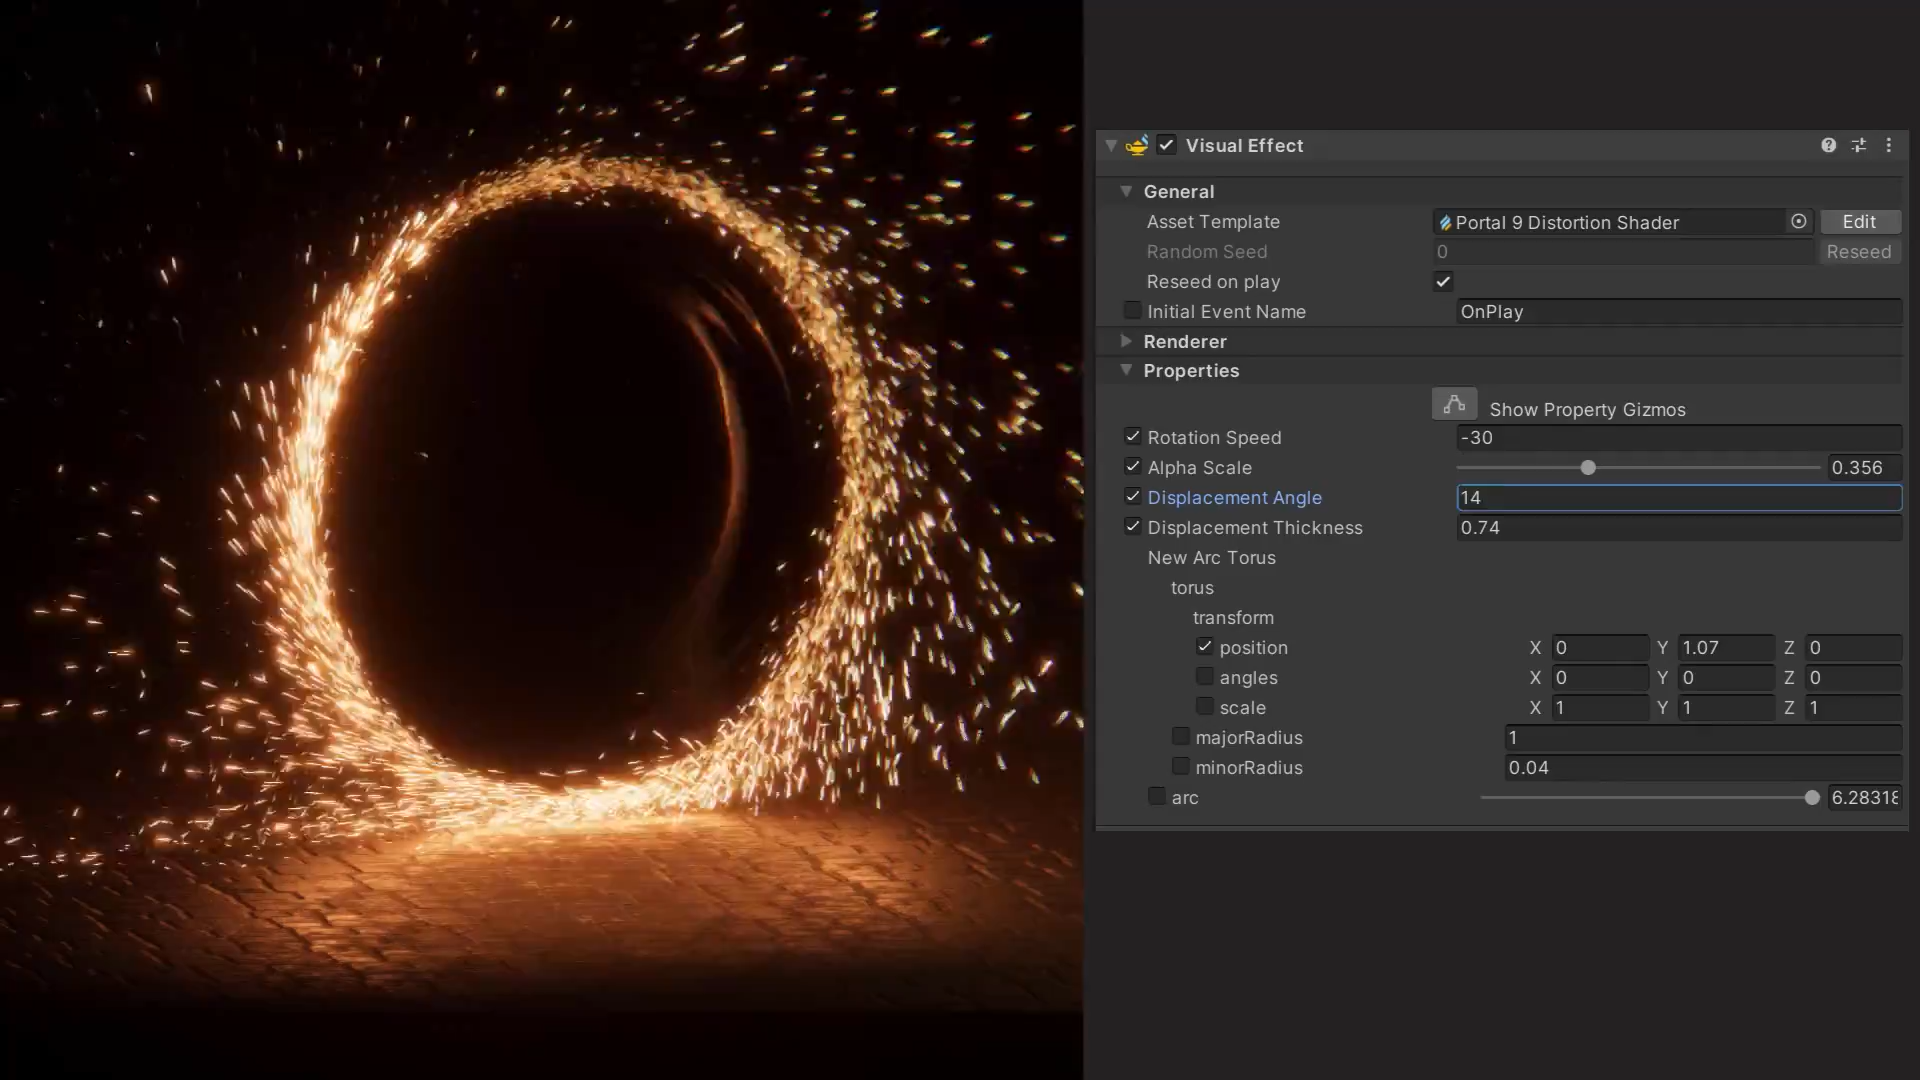 Visual Effect
General
Asset Template Portal 9 Distortion Shader Edit
Random Seed 0 Reseed
Reseed on play
Initial Event Name OnPlay
Renderer
Properties
Show Property Gizmos
Rotation Speed -30
Alpha Scale 0.356
Displacement Angle 14
Displacement Thickness 0.74
New Arc Torus
torus
transform
position X 0 Y 1.07 Z 0
angles X 0 Y 0 Z 0
scale X 1 Y 1 Z 1
majorRadius 1
minorRadius 0.04
arc 6.28318